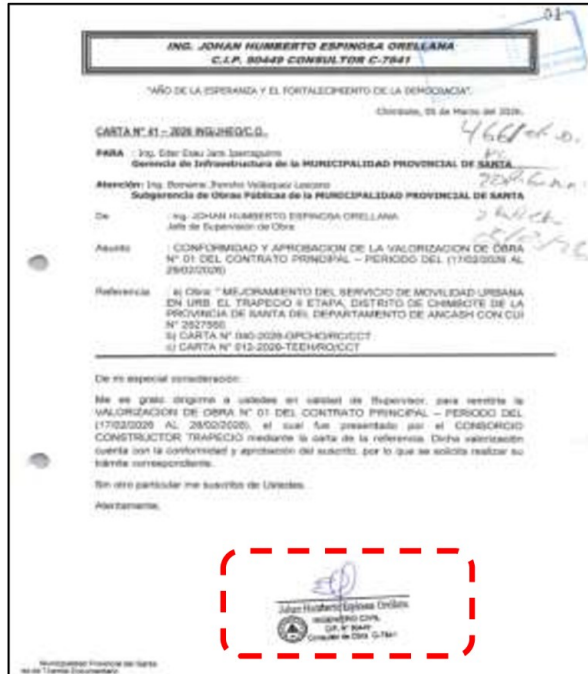 01
ING. JOHAN HUMBERTO ESPINOSA ORELLANA
C.I.P. 90449 CONSULTOR C-7841
"AÑO DE LA ESPERANZA Y EL FORTALECIMIENTO DE LA DEMOCRACIA".
Chimbote, 05 de Marzo del 2026.
CARTA N° 41 – 2026 ING/JHEO/C.O.
PARA : Ing. Eder Esau Jara
Gerencia de Infraestructura de la MUNICIPALIDAD PROVINCIAL DE SANTA
Atención: Ing. Jhencho Velásquez
Subgerencia de Obras Públicas de la MUNICIPALIDAD PROVINCIAL DE SANTA
De : Ing. JOHAN HUMBERTO ESPINOSA ORELLANA
Jefe de Supervisión de Obra
Asunto : CONFORMIDAD Y APROBACION DE LA VALORIZACION DE OBRA
N° 01 DEL CONTRATO PRINCIPAL – PERIODO DEL (17/02/2026 AL
28/02/2026)
Referencia : a) Obra: "MEJORAMIENTO DEL SERVICIO DE MOVILIDAD URBANA
EN URB. EL TRAPECIO II ETAPA, DISTRITO DE CHIMBOTE DE LA
PROVINCIA DE SANTA DEL DEPARTAMENTO DE ANCASH CON CUI
N°
b) CARTA N° 040-2026-GPCHO/RC/CCT
c) CARTA N° 012-2026-TEEH/RO/CCT
De mi especial consideración:
Me es grato dirigirme a ustedes en calidad de Supervisor, para remitirle la
VALORIZACION DE OBRA N° 01 DEL CONTRATO PRINCIPAL – PERIODO DEL
(17/02/2026 AL 28/02/2026), el cual fue presentado por el CONSORCIO
CONSTRUCTOR TRAPECIO mediante la carta de la referencia. Dicha valorización
cuenta con la conformidad y aprobación del suscrito, por lo que se solicita realizar su
trámite correspondiente.
Sin otro particular me suscribo de Ustedes.
Atentamente,
Johan Humberto Espinosa Orellana
INGENIERO CIVIL
CIP. N° 90449
Consultor de Obra C-7841
Municipalidad Provincial del Santa
de Trámite Documentario